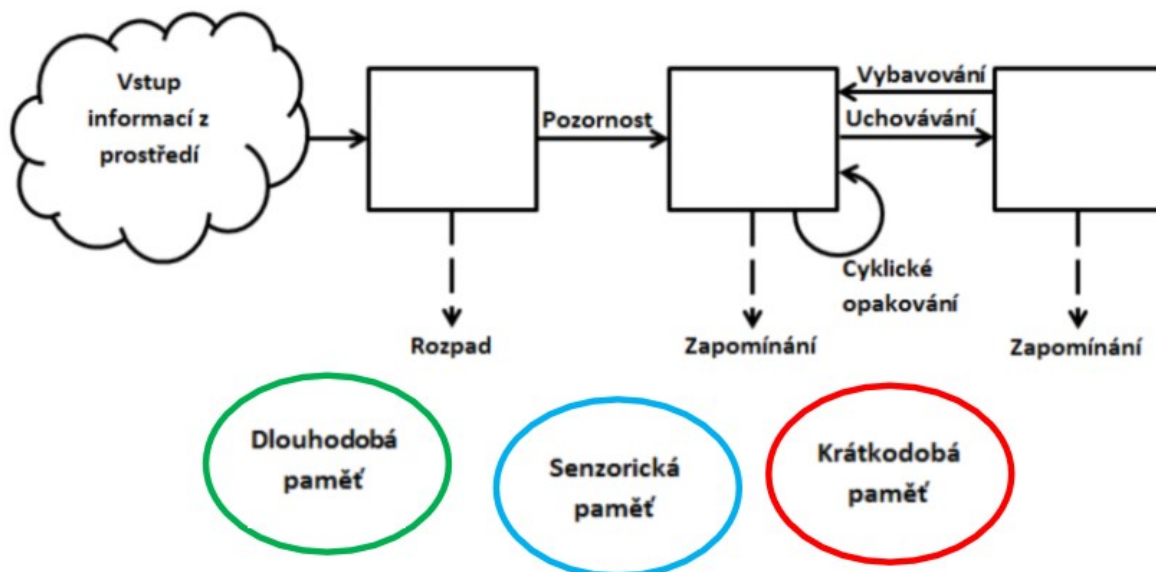 Vstup
informací z
prostředí
Pozornost
Vybavování
Uchovávání
Cyklické
opakování
Rozpad
Zapomínání
Zapomínání
Dlouhodobá
paměť
Senzorická
paměť
Krátkodobá
paměť